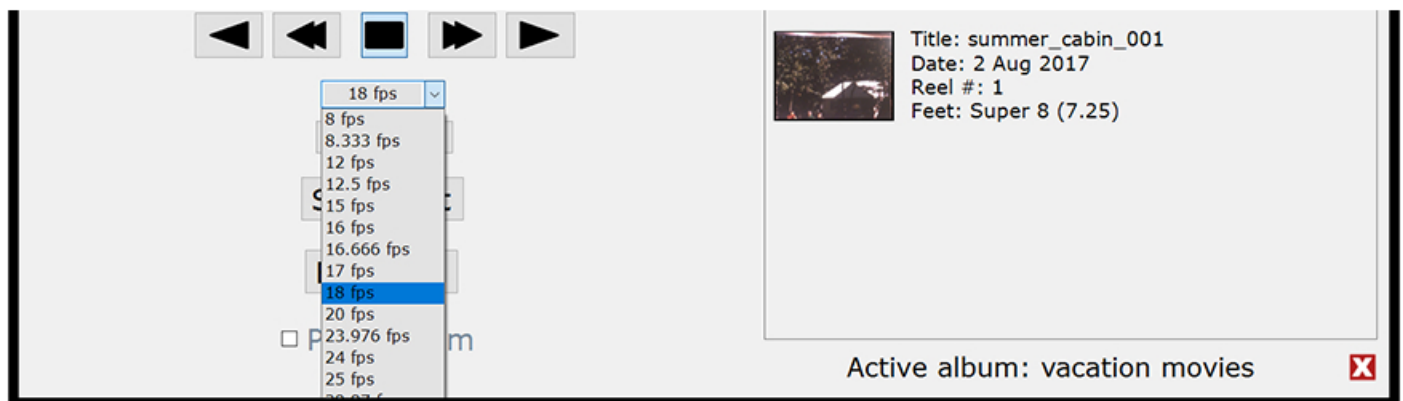 18 fps
8 fps
8.333 fps
12 fps
12.5 fps
15 fps
16 fps
16.666 fps
17 fps
18 fps
20 fps
23.976 fps
24 fps
25 fps
Title: summer_cabin_001
Date: 2 Aug 2017
Reel #: 1
Feet: Super 8 (7.25)
Active album: vacation movies
X